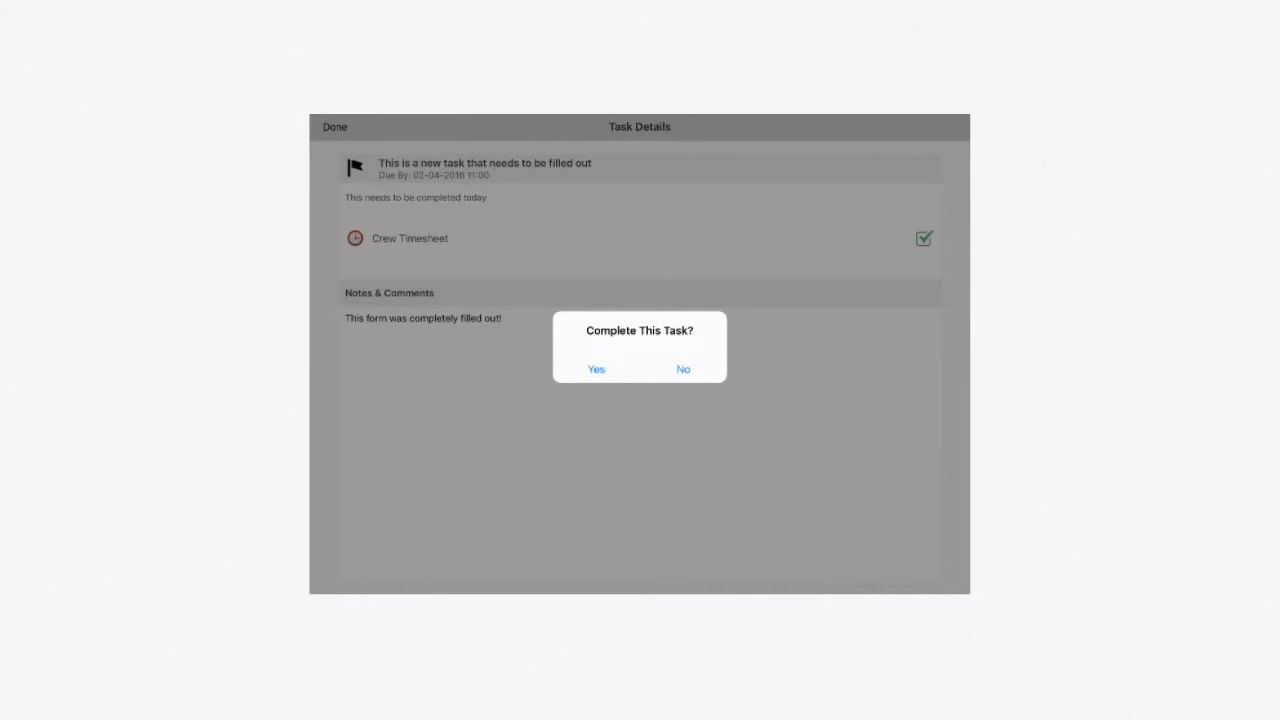 Done
Task Details
This is a new task that needs to be filled out
Due By: 02-04-2016 11:00
This needs to be completed today
Crew Timesheet
Notes & Comments
This form was completely filled out!
Complete This Task?
Yes
No